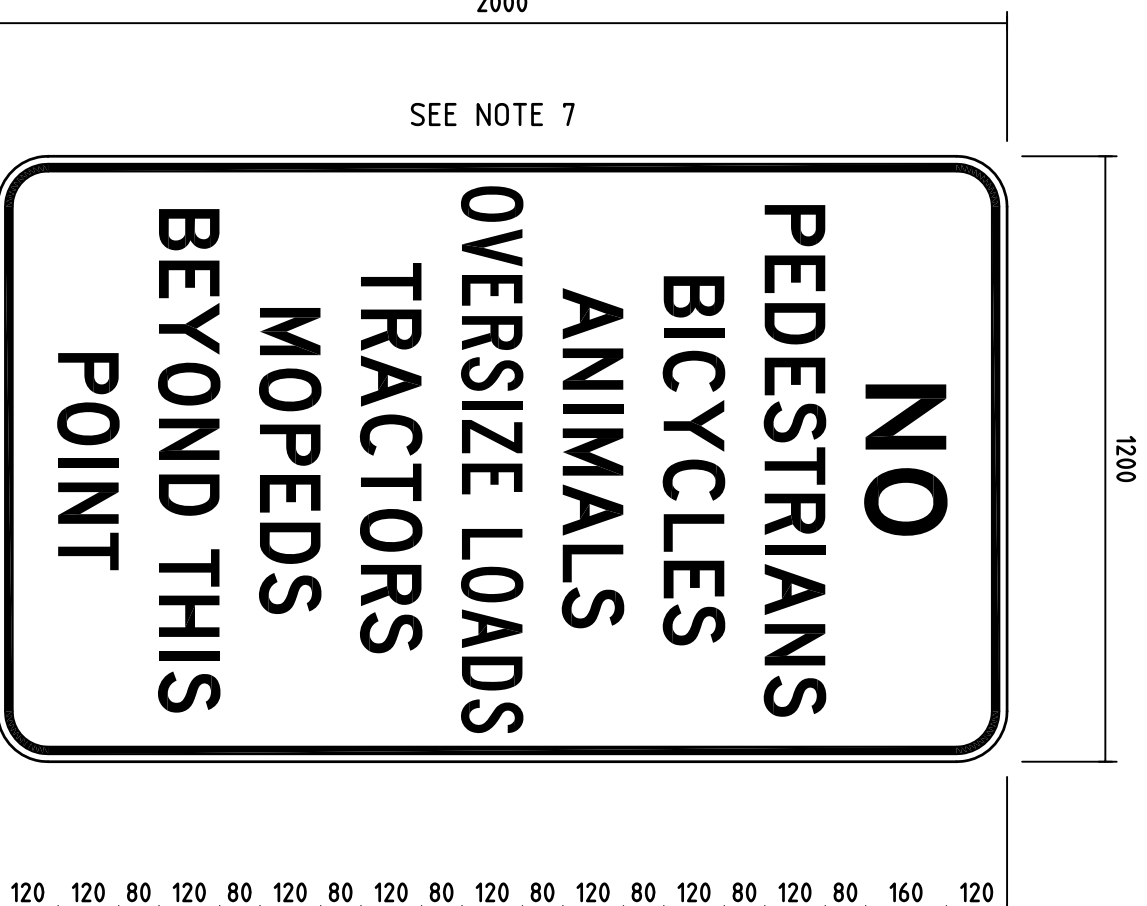 2000
SEE NOTE 7
NO
PEDESTRIANS
BICYCLES
ANIMALS
OVERSIZE LOADS
TRACTORS
MOPEDS
BEYOND THIS
POINT
1200
120 120 80 120 80 120 80 120 80 120 80 120 80 120 80 120 80 160 120